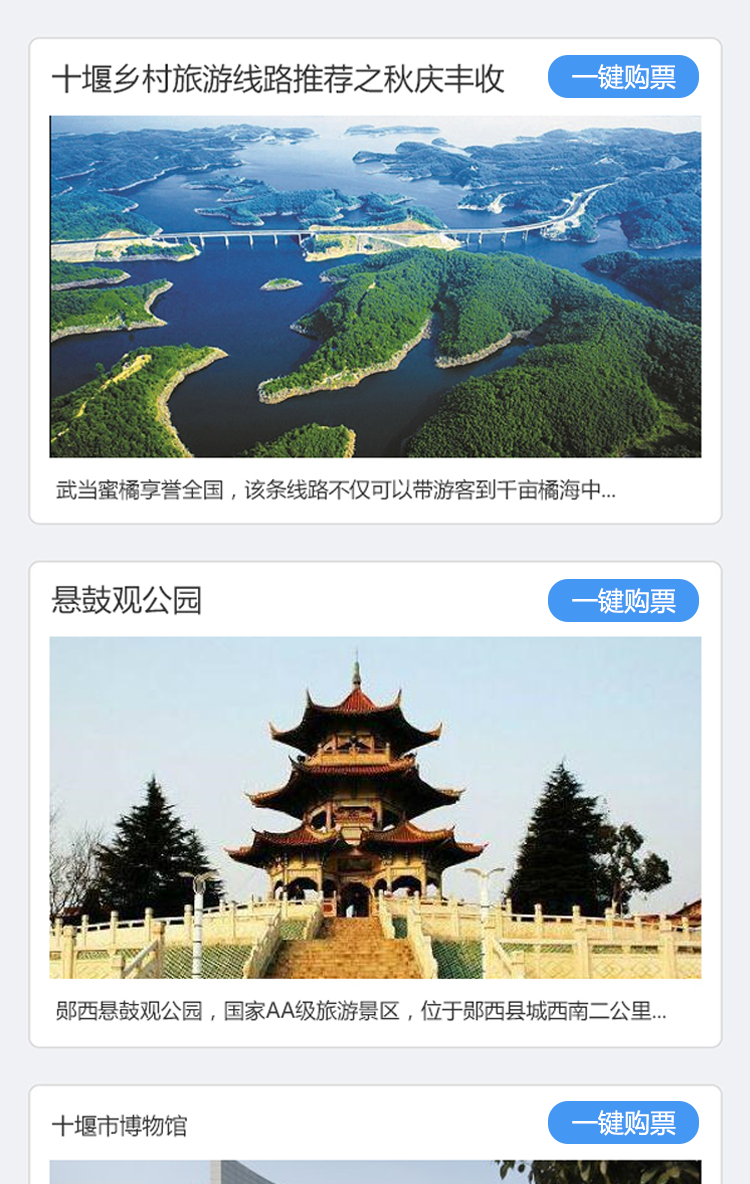 十堰乡村旅游线路推荐之秋庆丰收
一键购票
武当蜜橘享誉全国，该条线路不仅可以带游客到千亩橘海中...
悬鼓观公园
一键购票
郧西悬鼓观公园，国家AA级旅游景区，位于郧西县城西南二公里...
十堰市博物馆
一键购票